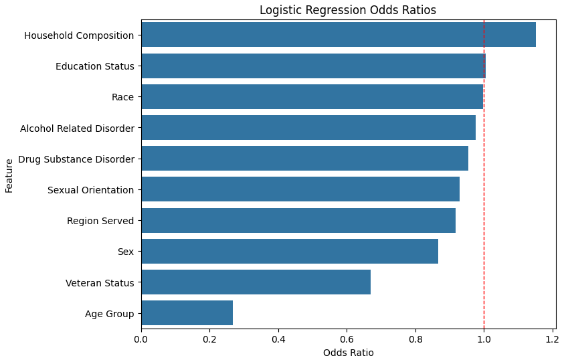 Logistic Regression Odds Ratios
Household Composition
Education Status
Race
Alcohol Related Disorder
Drug Substance Disorder
Sexual Orientation
Region Served
Sex
Veteran Status
Age Group
Feature
0.0 0.2 0.4 0.6 0.8 1.0 1.2
Odds Ratio